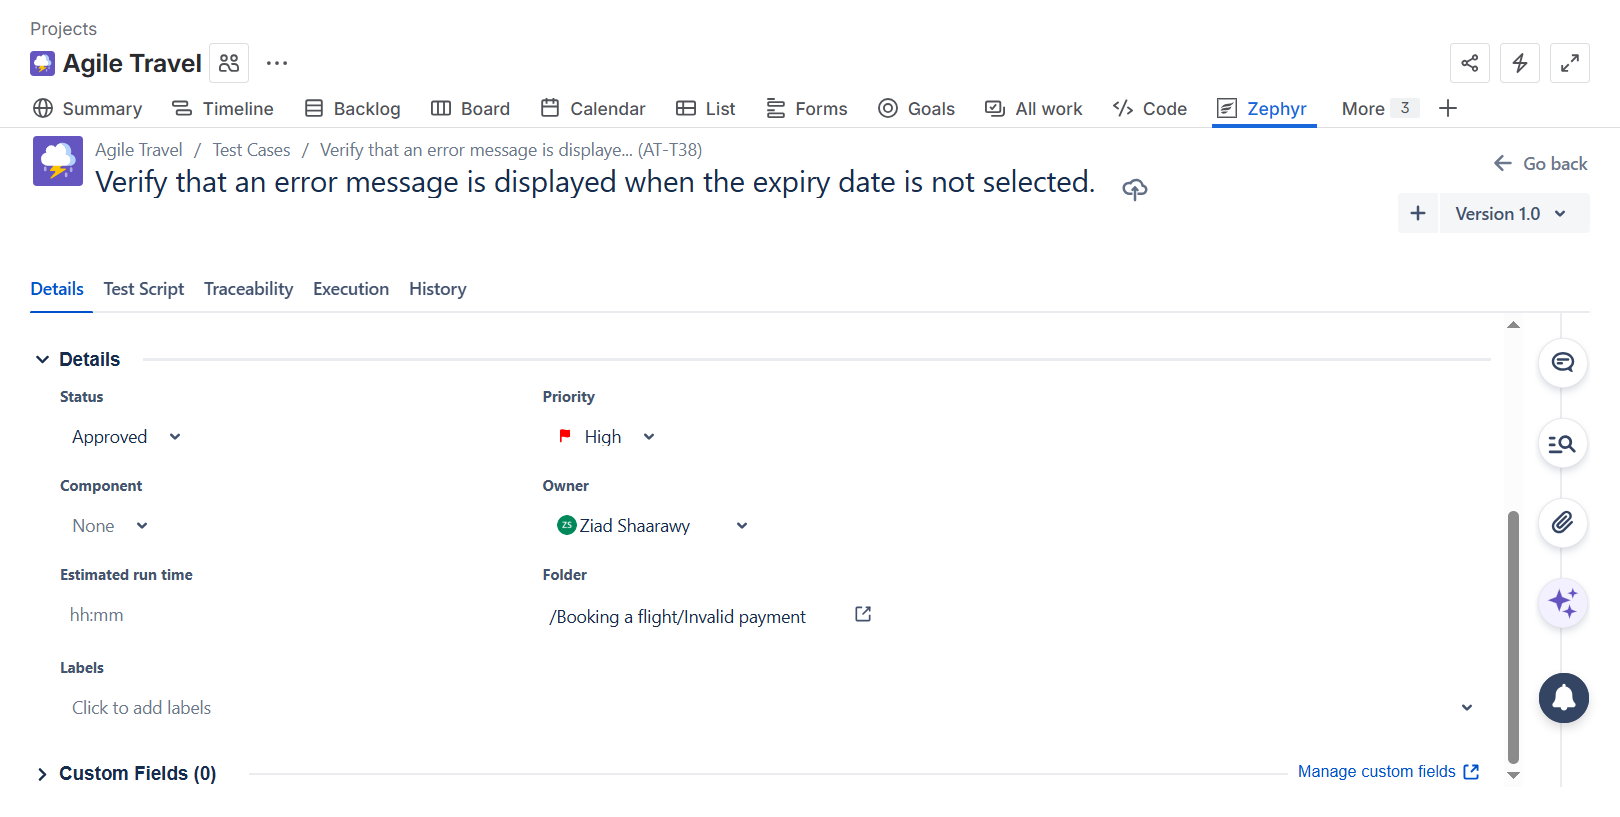 Projects
Agile Travel
Summary Timeline Backlog Board Calendar List Forms Goals All work Code Zephyr More 3
Agile Travel / Test Cases / Verify that an error message is displaye... (AT-T38)
Go back
Verify that an error message is displayed when the expiry date is not selected.
Version 1.0
Details Test Script Traceability Execution History
Details
Status Priority
Approved High
Component Owner
None ZS Ziad Shaarawy
Estimated run time Folder
hh:mm /Booking a flight/Invalid payment
Labels
Click to add labels
Custom Fields (0) Manage custom fields